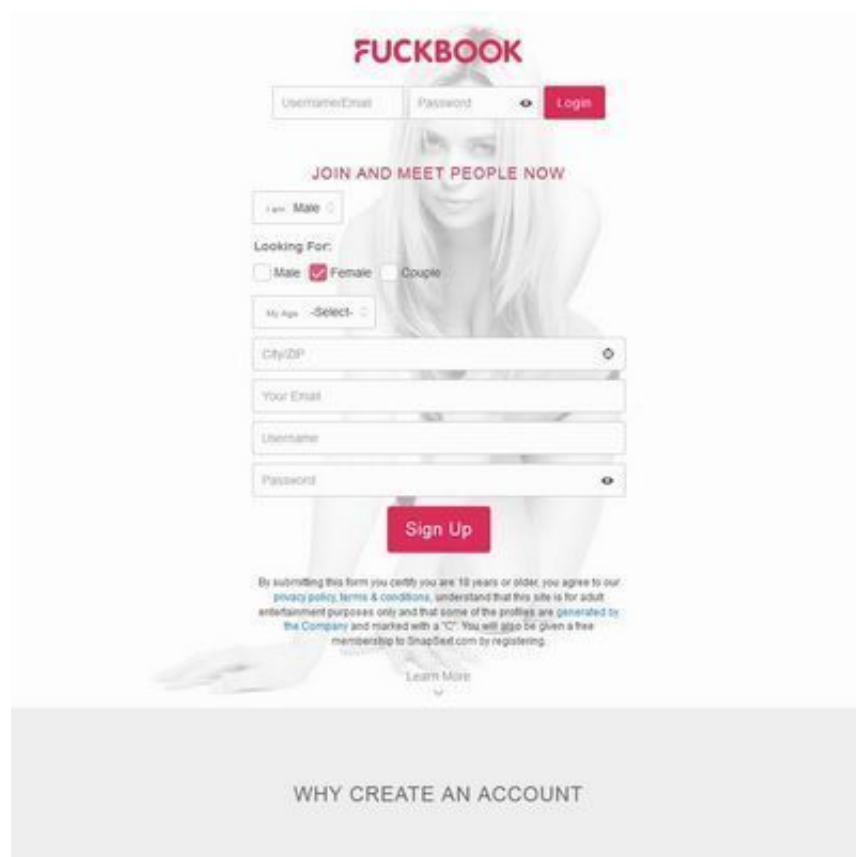 FUCKBOOK
Username/Email Password Login
JOIN AND MEET PEOPLE NOW
I am Male
Looking For:
Male Female Couple
My Age -Select-
City/ZIP
Your Email
Username
Password
Sign Up
By submitting this form you certify you are 18 years or older, you agree to our
privacy policy, terms & conditions, understand that this site is for adult
entertainment purposes only and that some of the profiles are generated by
the Company and marked with a "C". You will also be given a free
membership to SnapSext.com by registering.
Learn More
WHY CREATE AN ACCOUNT